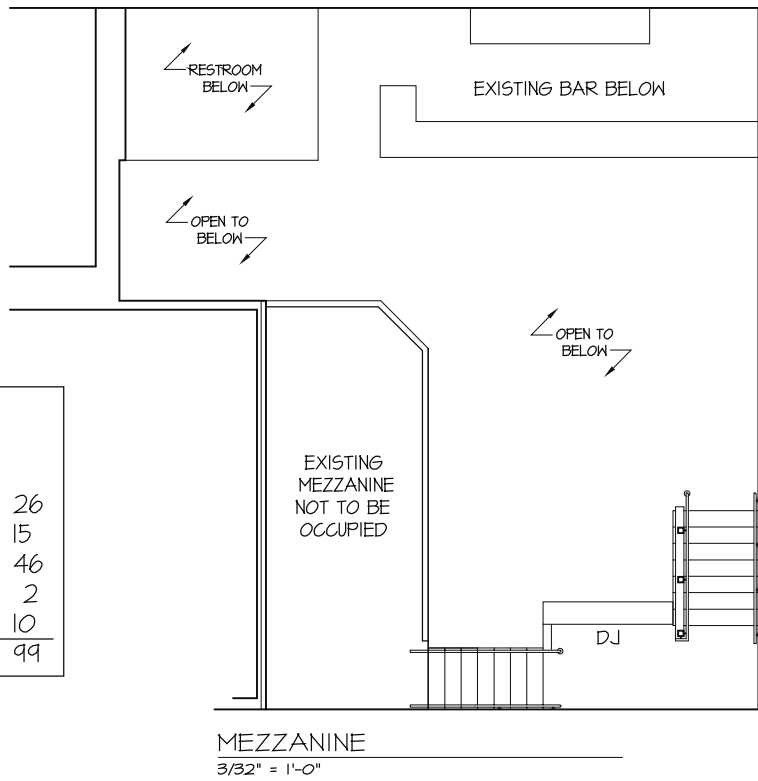 RESTROOM
BELOW
EXISTING BAR BELOW
OPEN TO
BELOW
OPEN TO
BELOW
EXISTING
MEZZANINE
NOT TO BE
OCCUPIED
26
15
46
2
10
99
DJ
MEZZANINE
3/32" = 1'-0"